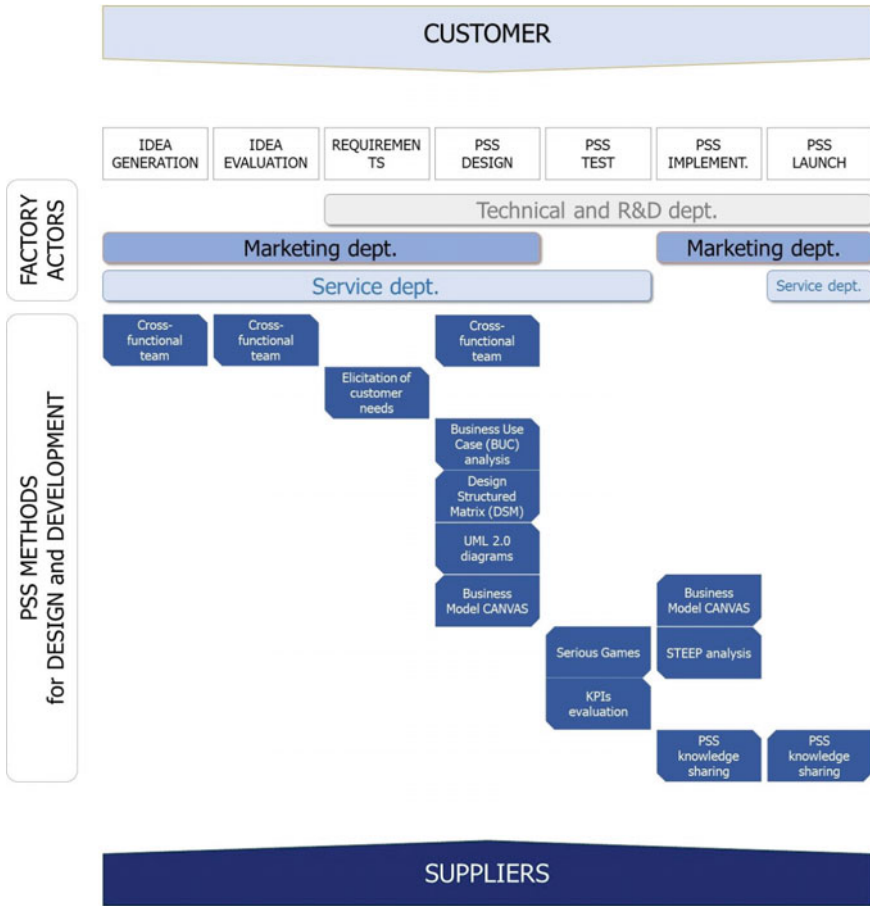 CUSTOMER
IDEA
GENERATION
IDEA
EVALUATION
REQUIREMEN
TS
PSS
DESIGN
PSS
TEST
PSS
IMPLEMENT.
PSS
LAUNCH
FACTORY
ACTORS
Technical and R&D dept.
Marketing dept.
Marketing dept.
Service dept.
Service dept.
PSS METHODS
for DESIGN and DEVELOPMENT
Cross-
functional
team
Cross-
functional
team
Cross-
functional
team
Elicitation of
customer
needs
Business Use
Case (BUC)
analysis
Design
Structured
Matrix (DSM)
UML 2.0
diagrams
Business
Model CANVAS
Business
Model CANVAS
Serious Games
STEEP analysis
KPIs
evaluation
PSS
knowledge
sharing
PSS
knowledge
sharing
SUPPLIERS